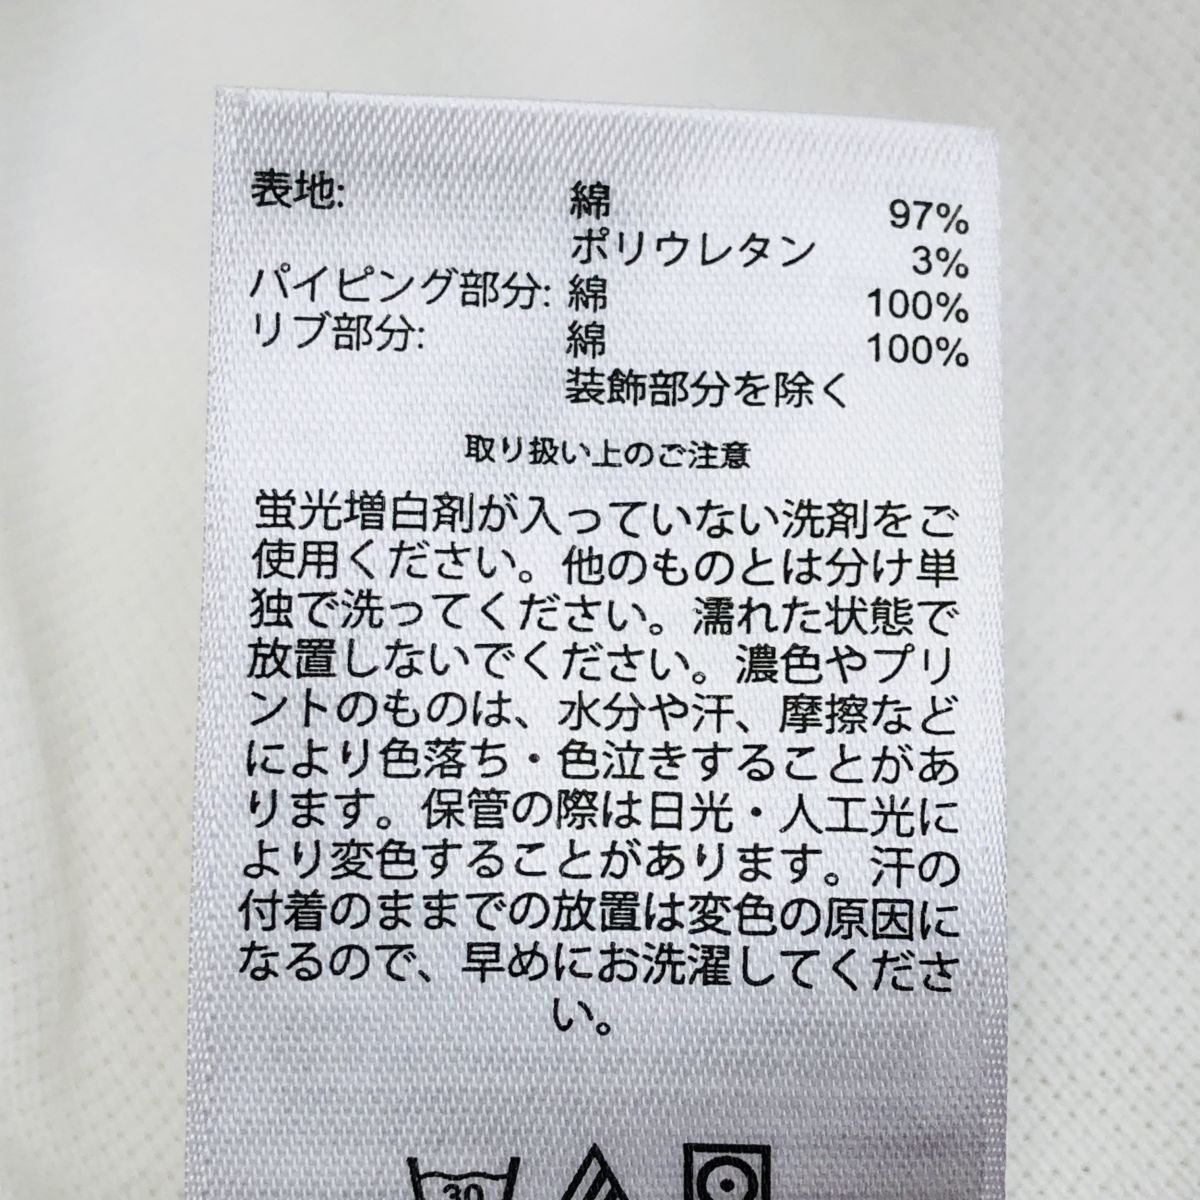 表地: 綿 97%
ポリウレタン 3%
パイピング部分: 綿 100%
リブ部分: 綿 100%
装飾部分を除く
取り扱い上のご注意
蛍光増白剤が入っていない洗剤をご
使用ください。他のものとは分け単
独で洗ってください。濡れた状態で
放置しないでください。濃色やプリ
ントのものは、水分や汗、摩擦など
により色落ち・色泣きすることがあ
ります。保管の際は日光・人工光に
より変色することがあります。汗の
付着のままでの放置は変色の原因に
なるので、早めにお洗濯してくださ
い。
30